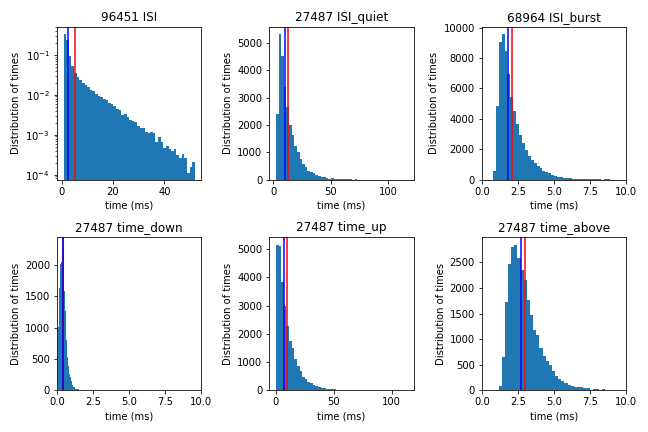 96451 ISI
27487 ISI_quiet
68964 ISI_burst
Distribution of times
10⁻¹
10⁻²
10⁻³
10⁻⁴
0 20 40
time (ms)
Distribution of times
5000
4000
3000
2000
1000
0
0 50 100
time (ms)
Distribution of times
10000
8000
6000
4000
2000
0
0.0 2.5 5.0 7.5 10.0
time (ms)
27487 time_down
27487 time_up
27487 time_above
Distribution of times
2000
1500
1000
500
0
0.0 2.5 5.0 7.5 10.0
time (ms)
Distribution of times
5000
4000
3000
2000
1000
0
0 50 100
time (ms)
Distribution of times
2500
2000
1500
1000
500
0
0.0 2.5 5.0 7.5 10.0
time (ms)